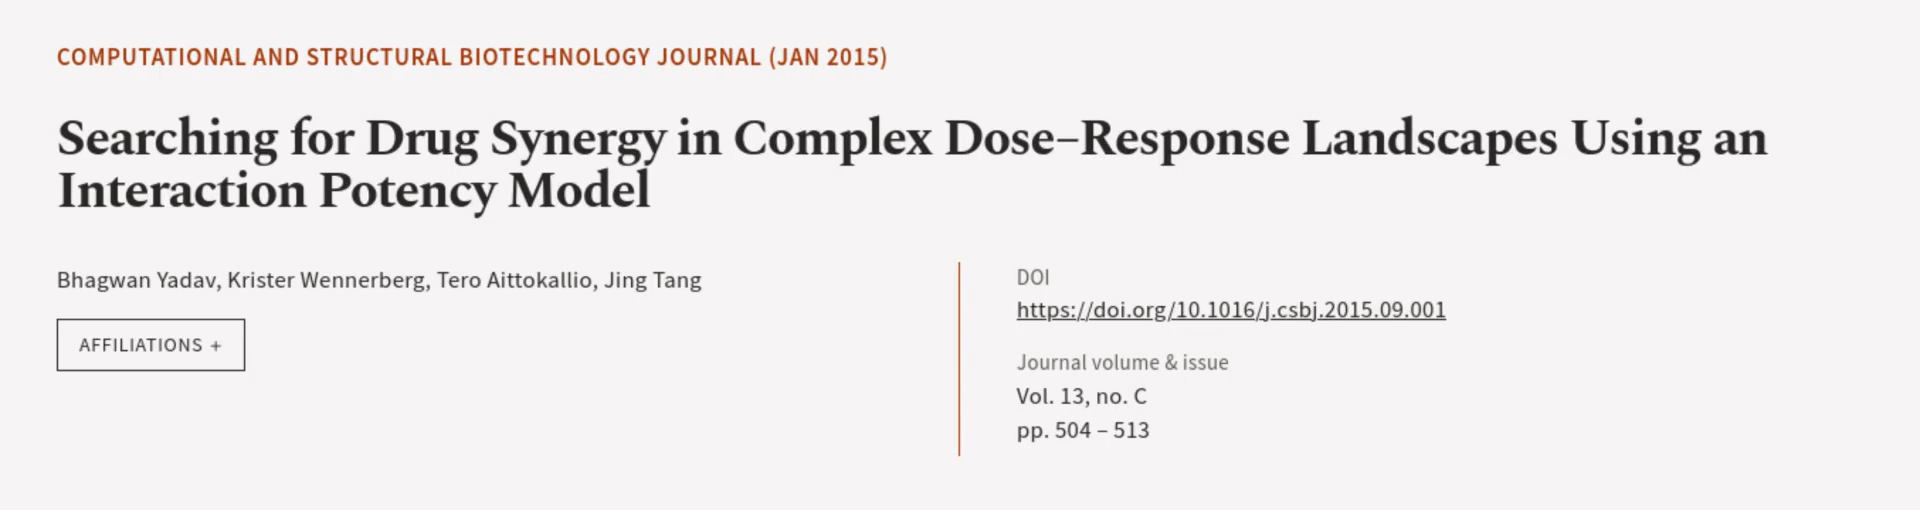 COMPUTATIONAL AND STRUCTURAL BIOTECHNOLOGY JOURNAL (JAN 2015)
Searching for Drug Synergy in Complex Dose–Response Landscapes Using an
Interaction Potency Model
Bhagwan Yadav, Krister Wennerberg, Tero Aittokallio, Jing Tang
AFFILIATIONS +
DOI
https://doi.org/10.1016/j.csbj.2015.09.001
Journal volume & issue
Vol. 13, no. C
pp. 504 – 513